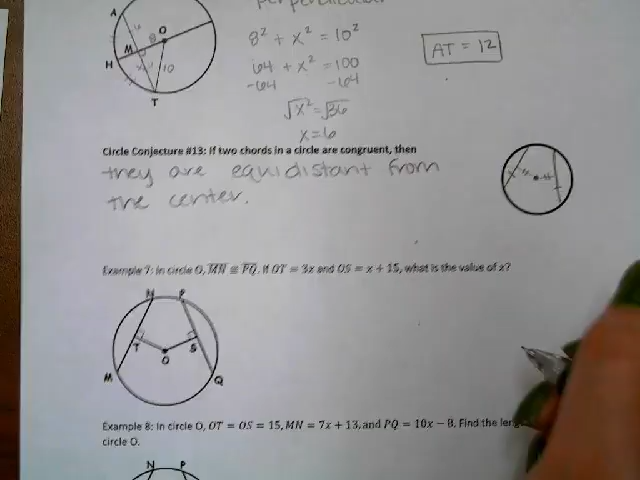 A
O
8
M
H
10
T
8² + x² = 10²
64 + x² = 100
-64 -64
√x² = √36
x = 6
AT = 12
Circle Conjecture #13: If two chords in a circle are congruent, then
they are equidistant from
the center.
Example 7: In circle O, MN ≅ PQ. If OT = 3x and OS = x + 15, what is the value of x?
N P
T S
O
M Q
Example 8: In circle O, OT = OS = 15, MN = 7x + 13, and PQ = 10x − 8. Find the
circle O.
N P